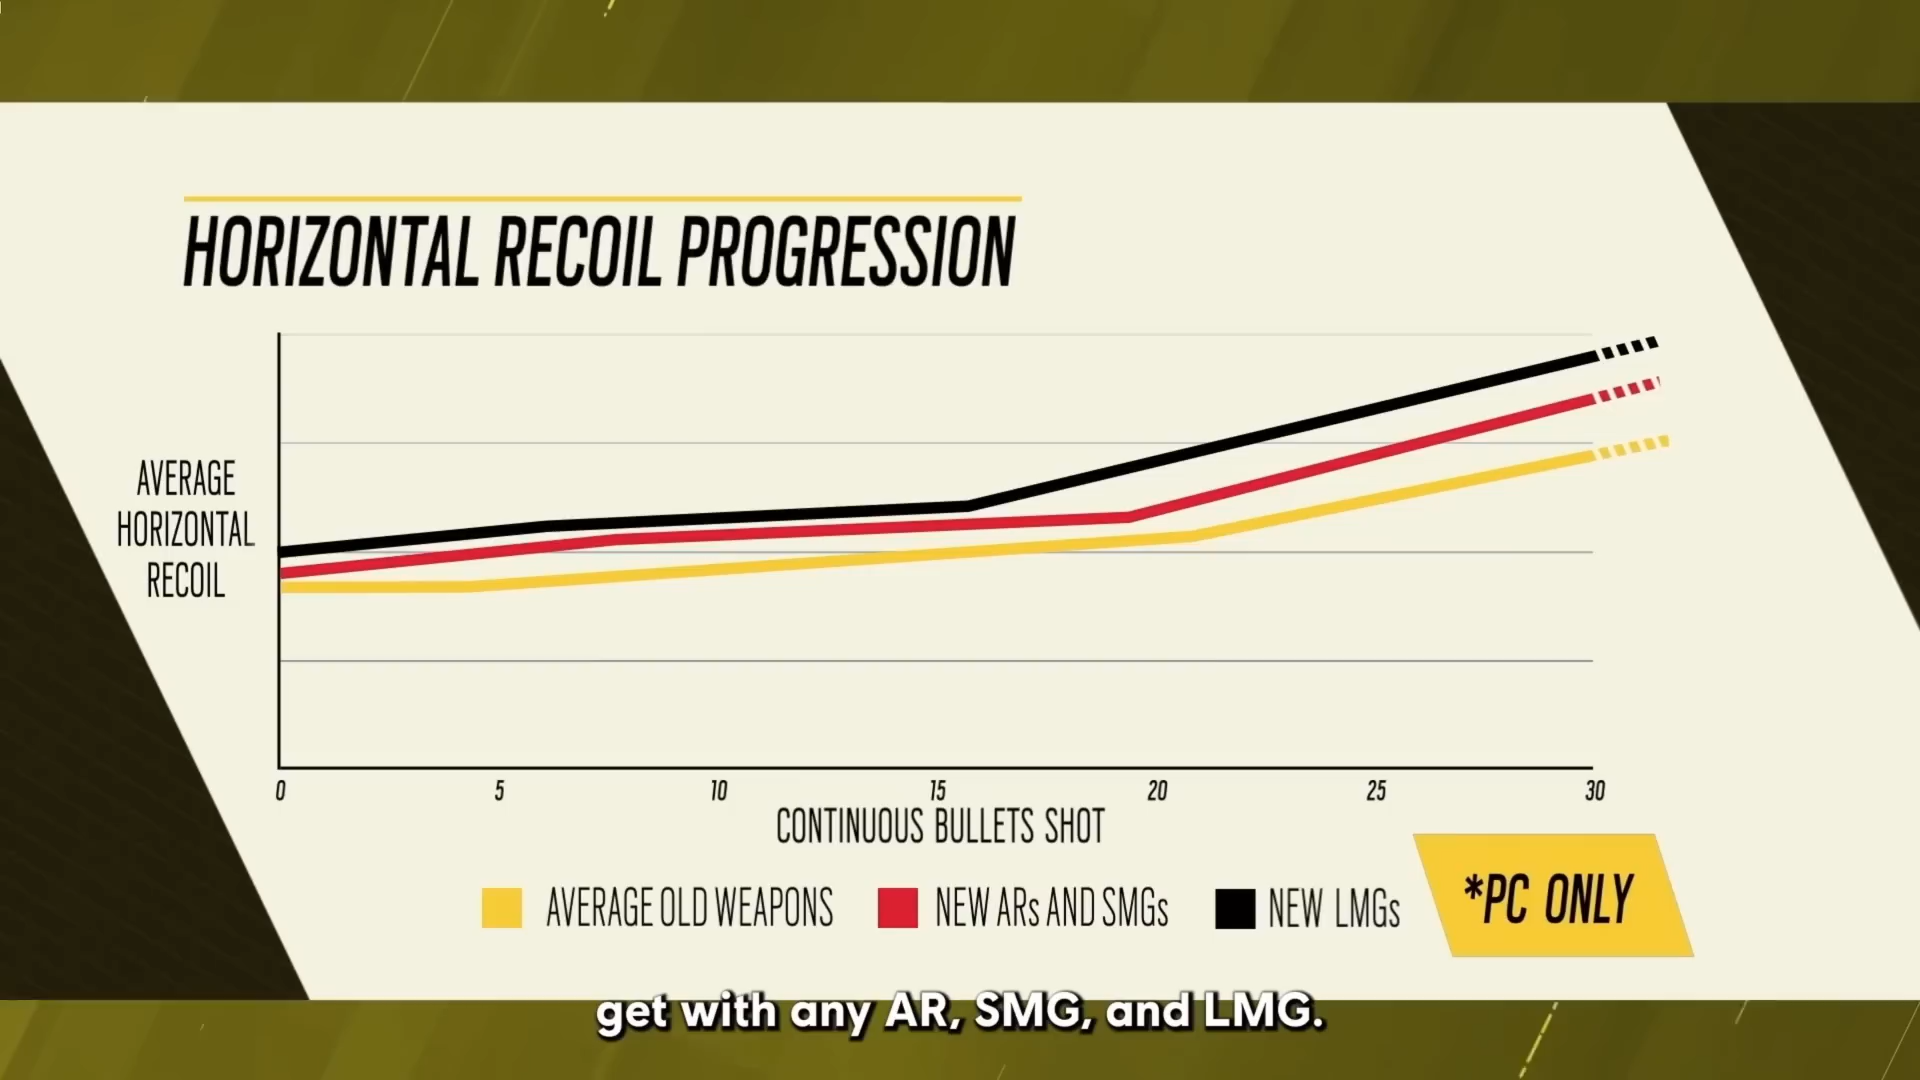 HORIZONTAL RECOIL PROGRESSION
AVERAGE
HORIZONTAL
RECOIL
0 5 10 15 20 25 30
CONTINUOUS BULLETS SHOT
AVERAGE OLD WEAPONS NEW ARs AND SMGs NEW LMGs
*PC ONLY
get with any AR, SMG, and LMG.